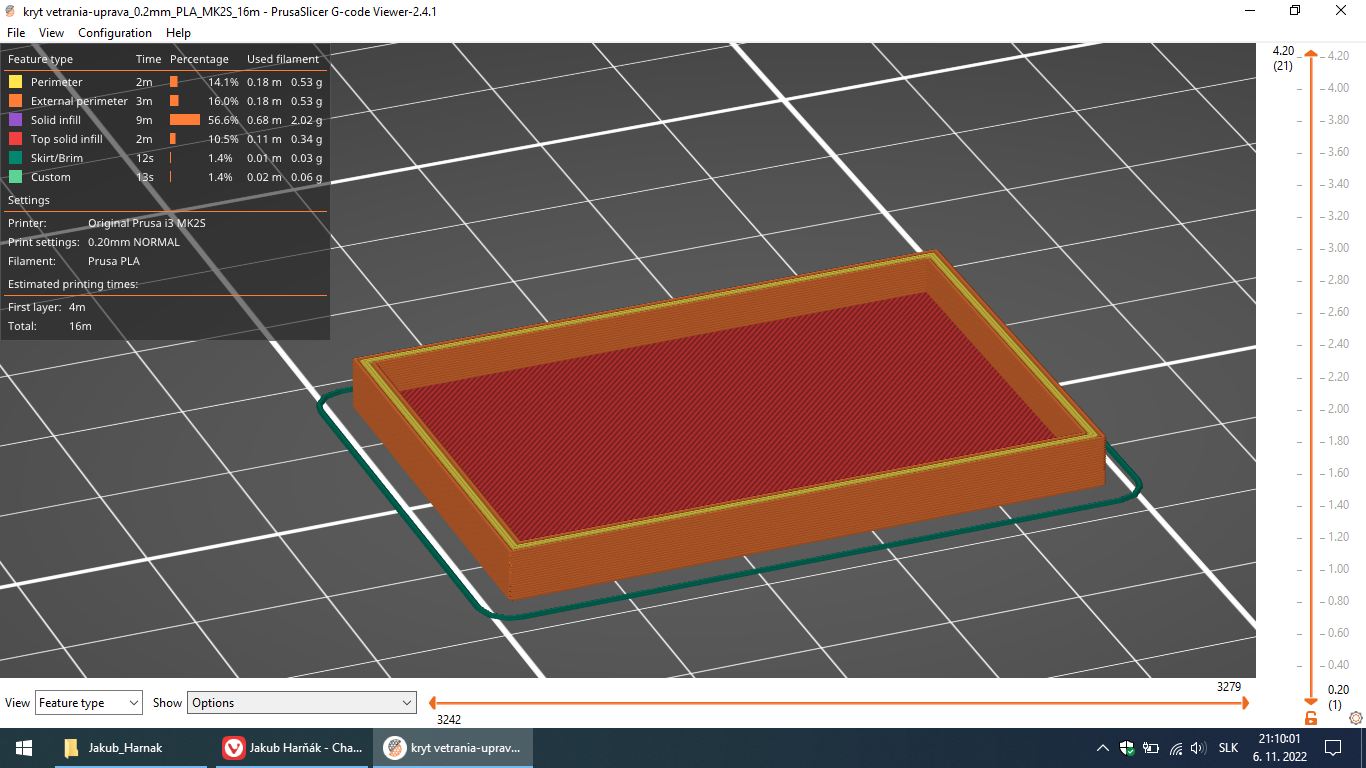 kryt vetrania-uprava_0.2mm_PLA_MK2S_16m - PrusaSlicer G-code Viewer-2.4.1
File View Configuration Help
Feature type Time Percentage Used filament
Perimeter 2m 14.1% 0.18 m 0.53 g
External perimeter 3m 16.0% 0.18 m 0.53 g
Solid infill 9m 56.6% 0.68 m 2.02 g
Top solid infill 2m 10.5% 0.11 m 0.34 g
Skirt/Brim 12s 1.4% 0.01 m 0.03 g
Custom 13s 1.4% 0.02 m 0.06 g
Settings
Printer: Original Prusa i3 MK2S
Print settings: 0.20mm NORMAL
Filament: Prusa PLA
Estimated printing times:
First layer: 4m
Total: 16m
4.20
(21)
4.20
4.00
3.80
3.60
3.40
3.20
3.00
2.80
2.60
2.40
2.20
2.00
1.80
1.60
1.40
1.20
1.00
0.80
0.60
0.40
0.20
(1)
View Feature type Show Options
3279
3242
Jakub_Harnak
Jakub Harňák - Cha...
kryt vetrania-uprav...
SLK
21:10:01
6. 11. 2022